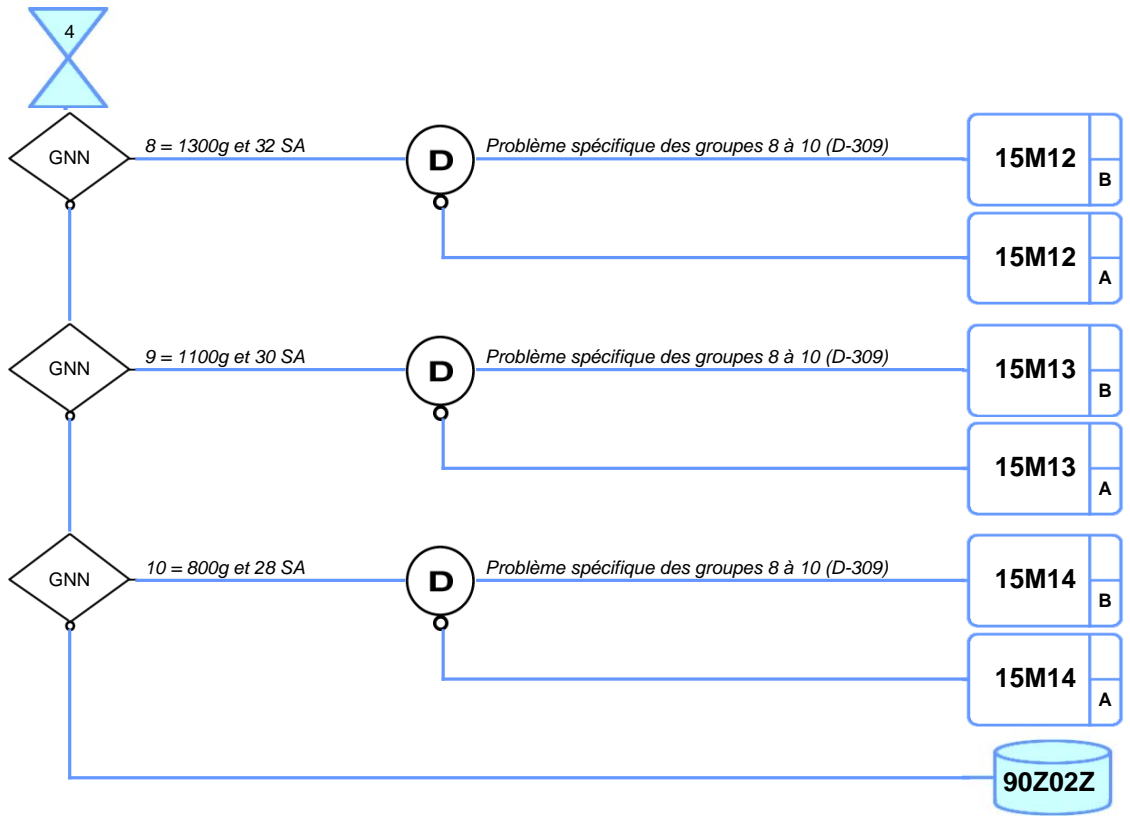 4
GNN
8 = 1300g et 32 SA
D
Problème spécifique des groupes 8 à 10 (D-309)
15M12
B
15M12
A
GNN
9 = 1100g et 30 SA
D
Problème spécifique des groupes 8 à 10 (D-309)
15M13
B
15M13
A
GNN
10 = 800g et 28 SA
D
Problème spécifique des groupes 8 à 10 (D-309)
15M14
B
15M14
A
90Z02Z